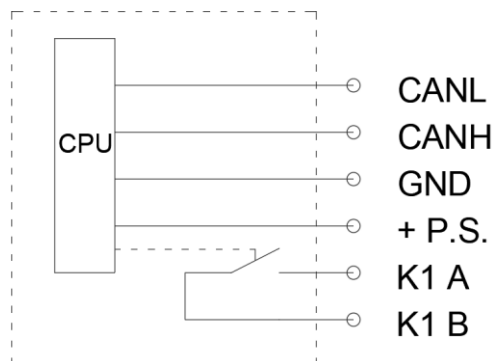 CANL
CANH
CPU
GND
+ P.S.
K1 A
K1 B